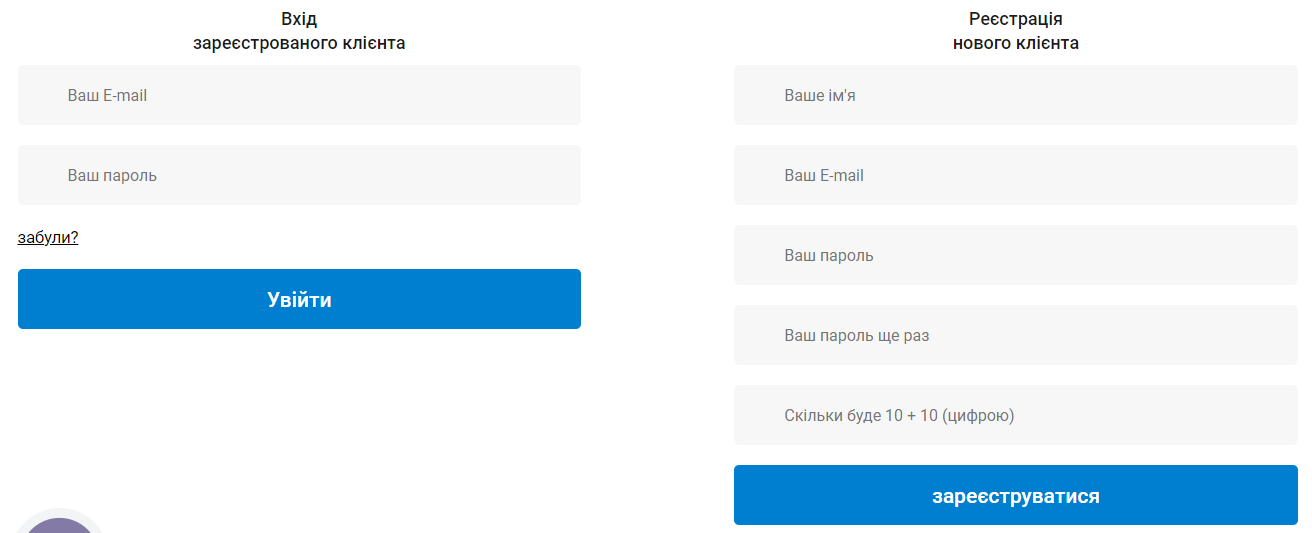 Вхід
зареєстрованого клієнта
Ваш E-mail
Ваш пароль
забули?
Увійти
Реєстрація
нового клієнта
Ваше ім'я
Ваш E-mail
Ваш пароль
Ваш пароль ще раз
Скільки буде 10 + 10 (цифрою)
зареєструватися